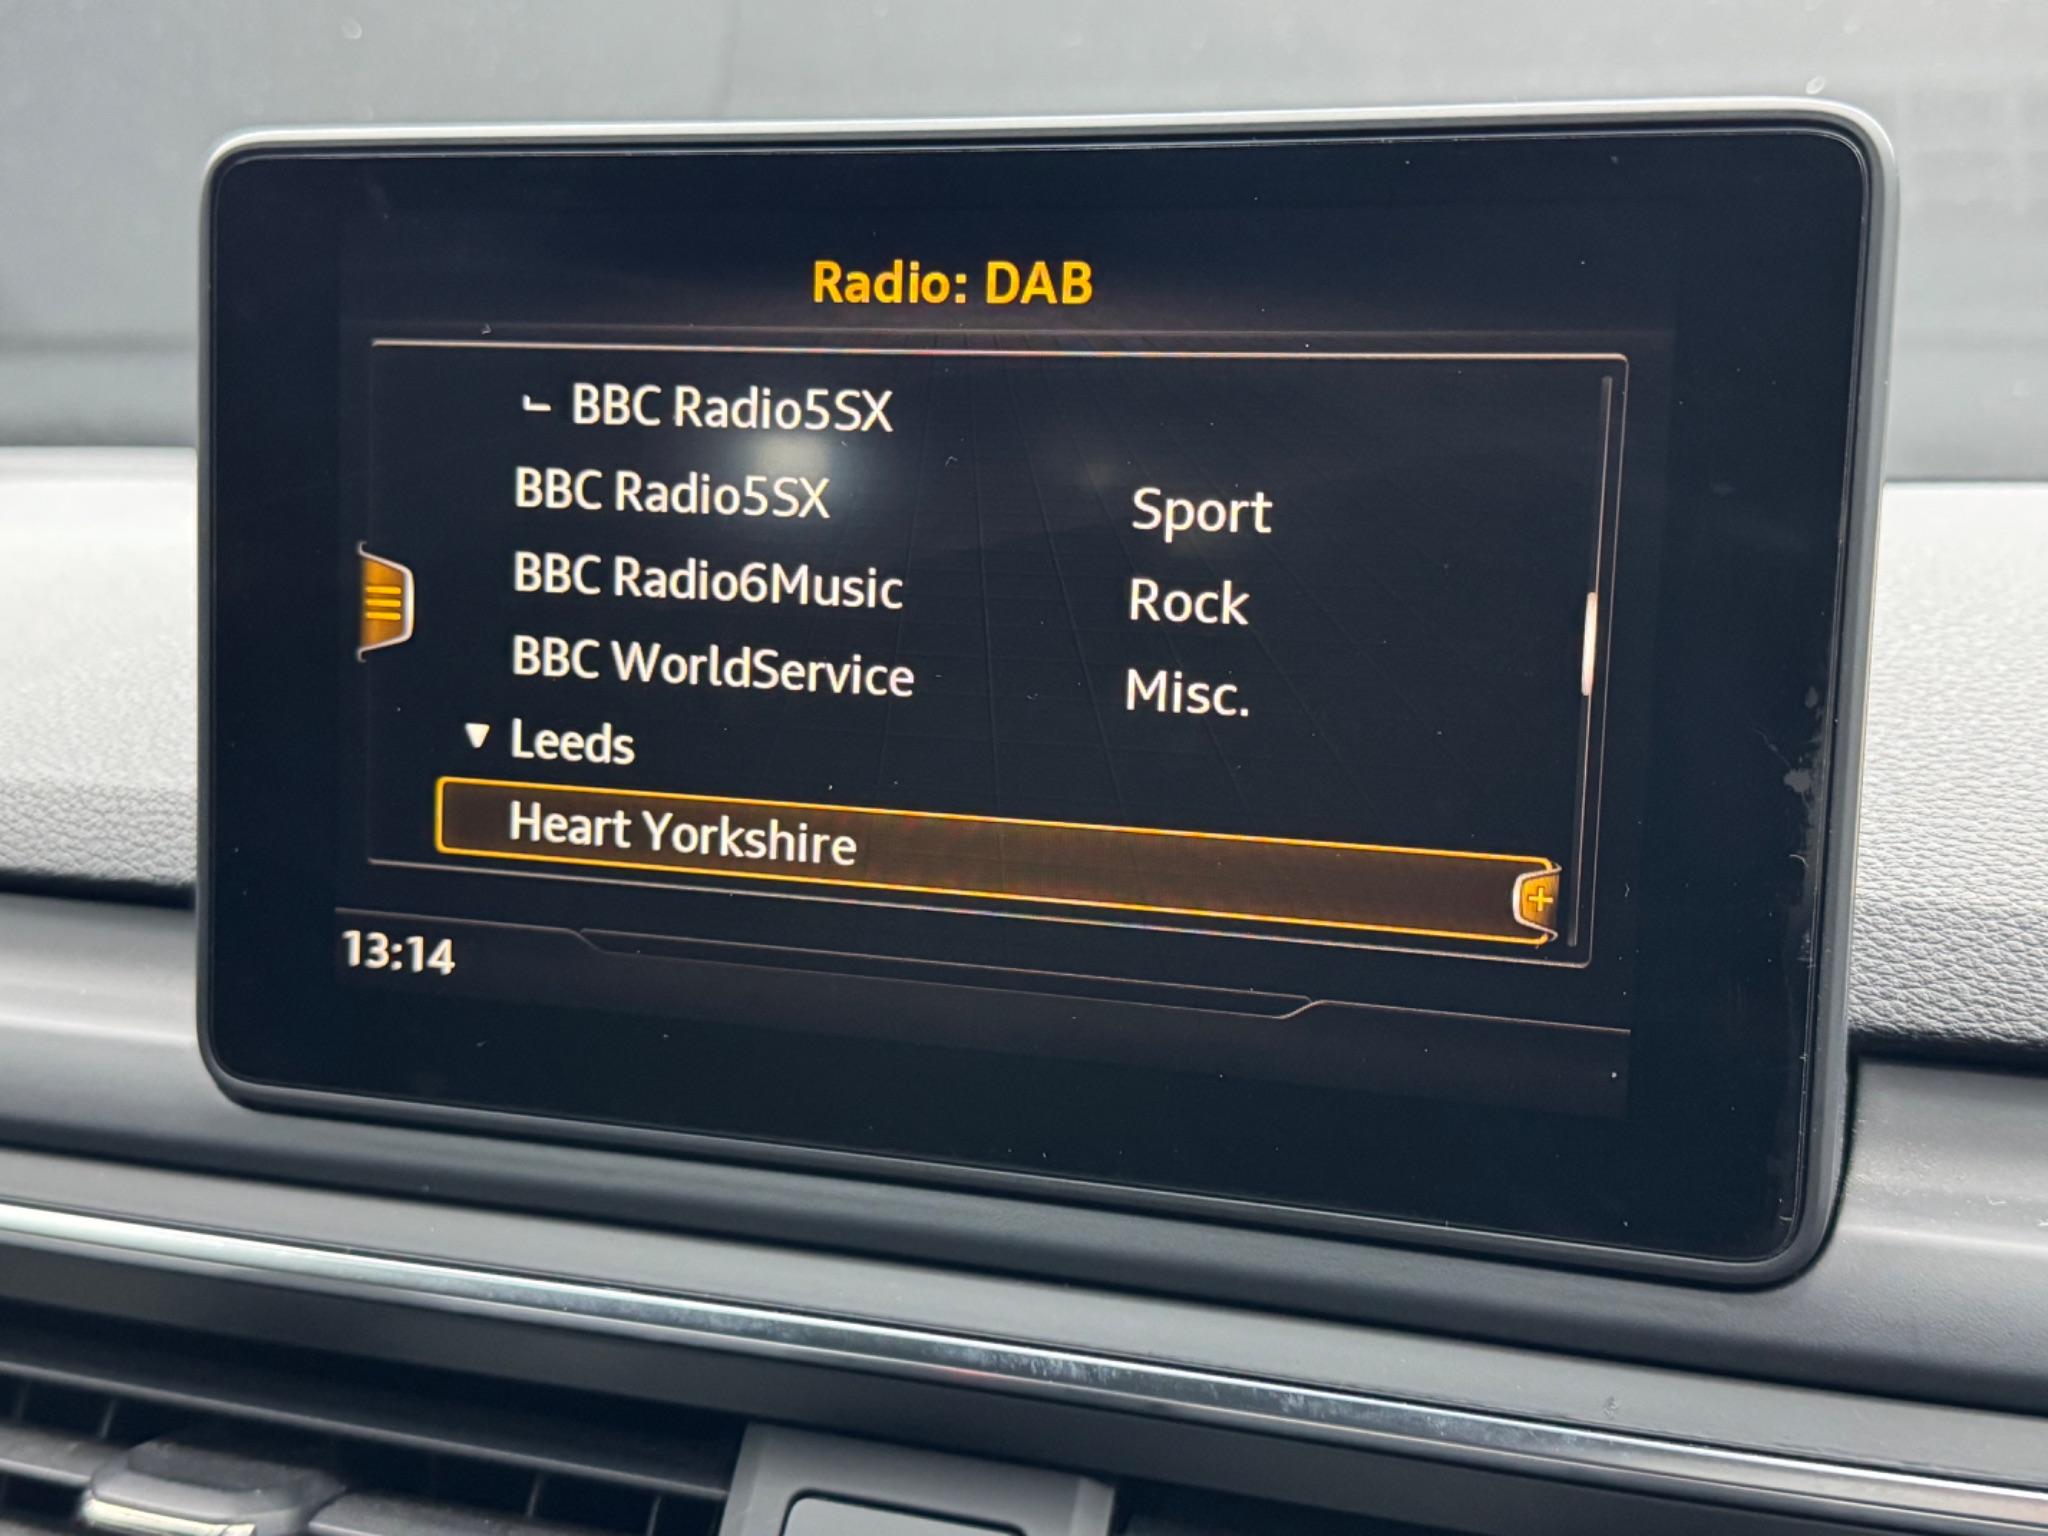 Radio: DAB
BBC Radio5SX
BBC Radio5SX Sport
BBC Radio6Music Rock
BBC WorldService Misc.
Leeds
Heart Yorkshire
13:14